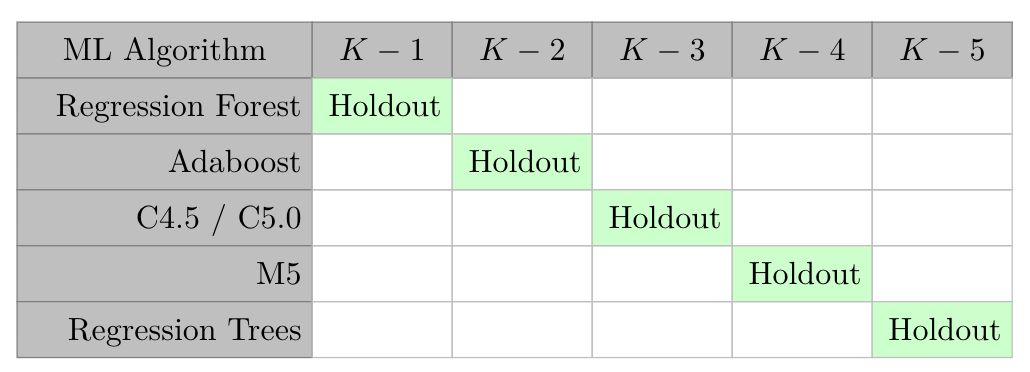 ML Algorithm K − 1 K − 2 K − 3 K − 4 K − 5
Regression Forest Holdout
Adaboost Holdout
C4.5 / C5.0 Holdout
M5 Holdout
Regression Trees Holdout